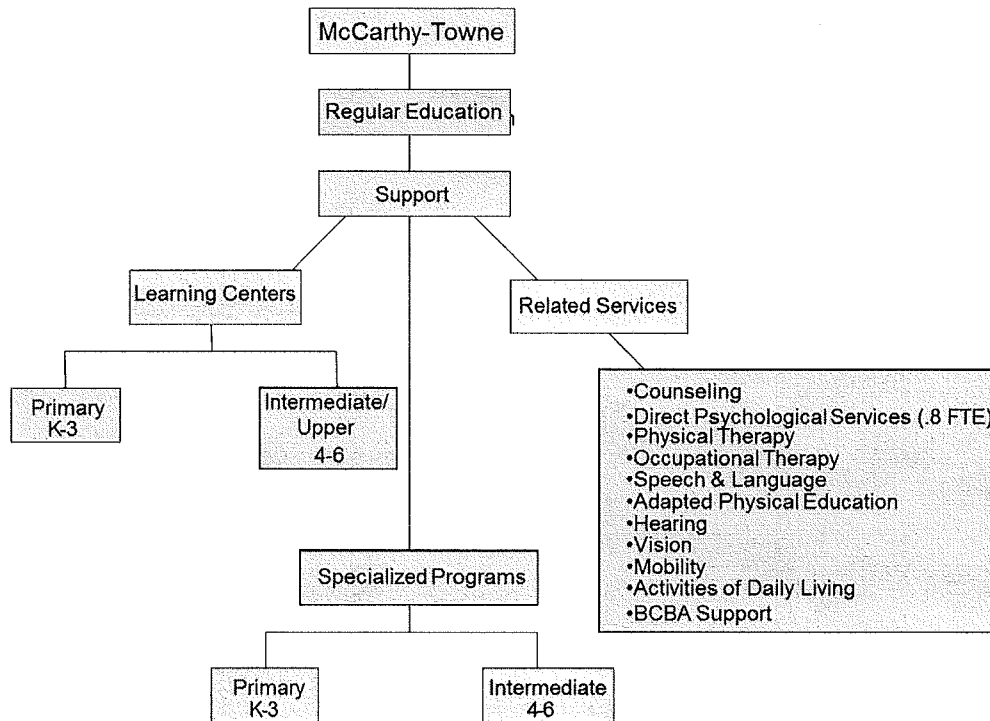 McCarthy-Towne
Regular Education
Support
Learning Centers
Related Services
Primary
K-3
Intermediate/
Upper
4-6
•Counseling
•Direct Psychological Services (.8 FTE)
•Physical Therapy
•Occupational Therapy
•Speech & Language
•Adapted Physical Education
•Hearing
•Vision
•Mobility
•Activities of Daily Living
•BCBA Support
Specialized Programs
Primary
K-3
Intermediate
4-6